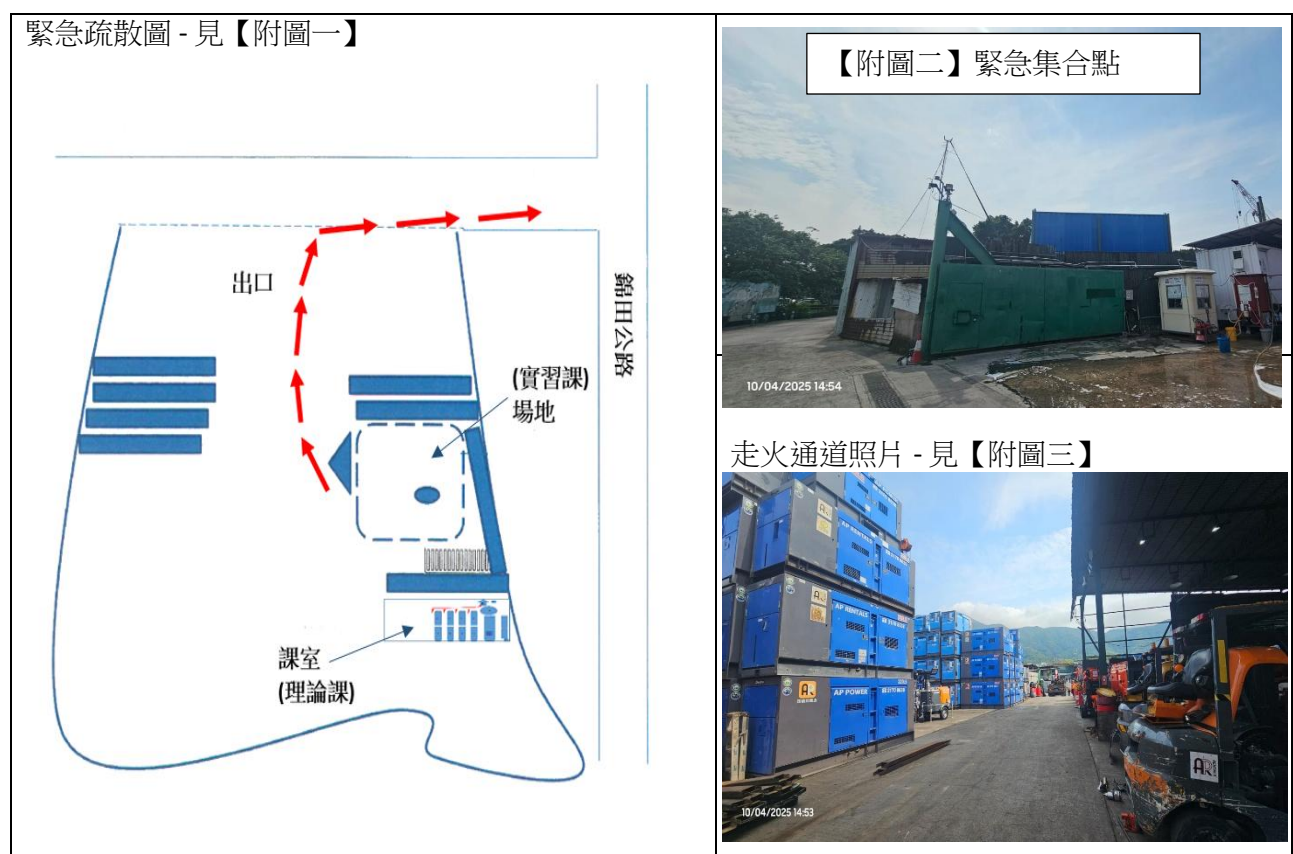 緊急疏散圖 - 見【附圖一】
出口
錦田公路
(實習課)
場地
課室
(理論課)
【附圖二】緊急集合點
10/04/2025 14:54
走火通道照片 - 見【附圖三】
AP RENTALS
AP RENTALS
AP POWER
10/04/2025 14:53